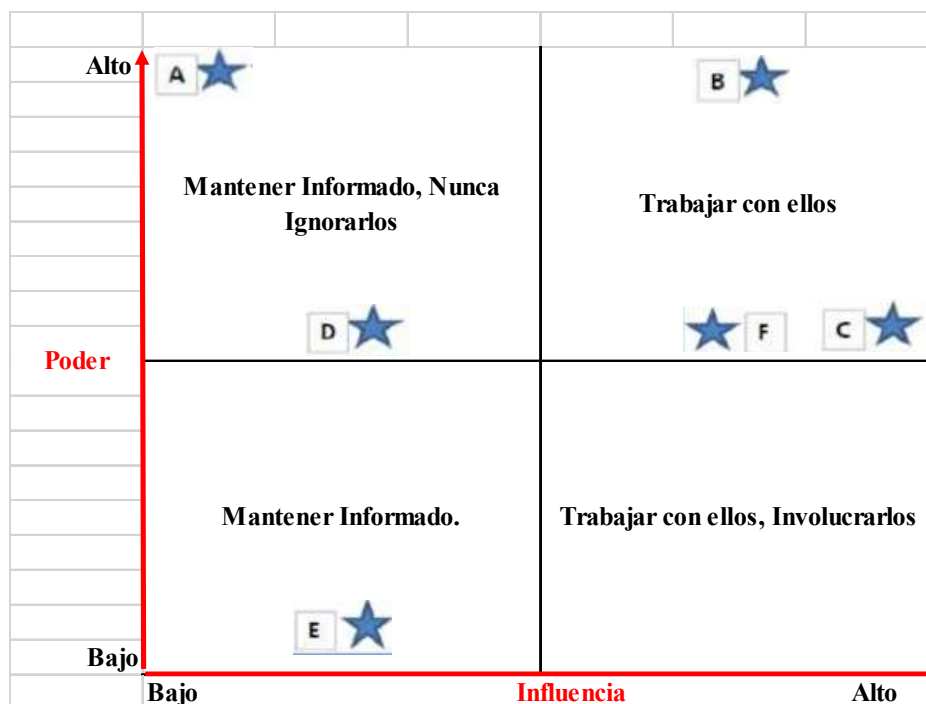 Alto
A
B
Mantener Informado, Nunca
Ignorarlos
Trabajar con ellos
D
F
C
Poder
Mantener Informado.
Trabajar con ellos, Involucrarlos
E
Bajo
Bajo
Influencia
Alto